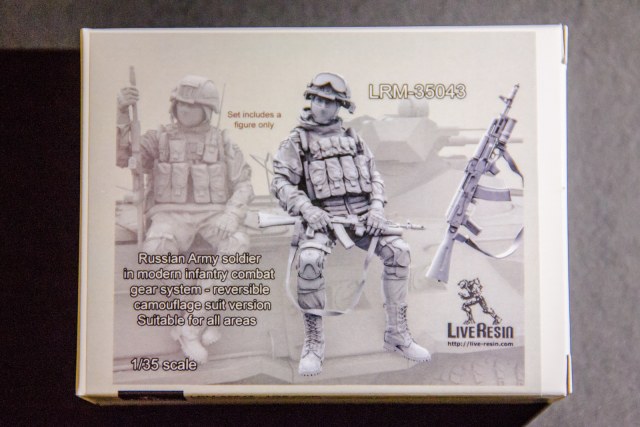 LRM-35043
Set includes a
figure only
Russian Army soldier
in modern infantry combat
gear system - reversible
camouflage suit version
Suitable for all areas
1/35 scale
LIVERESIN
http://live-resin.com